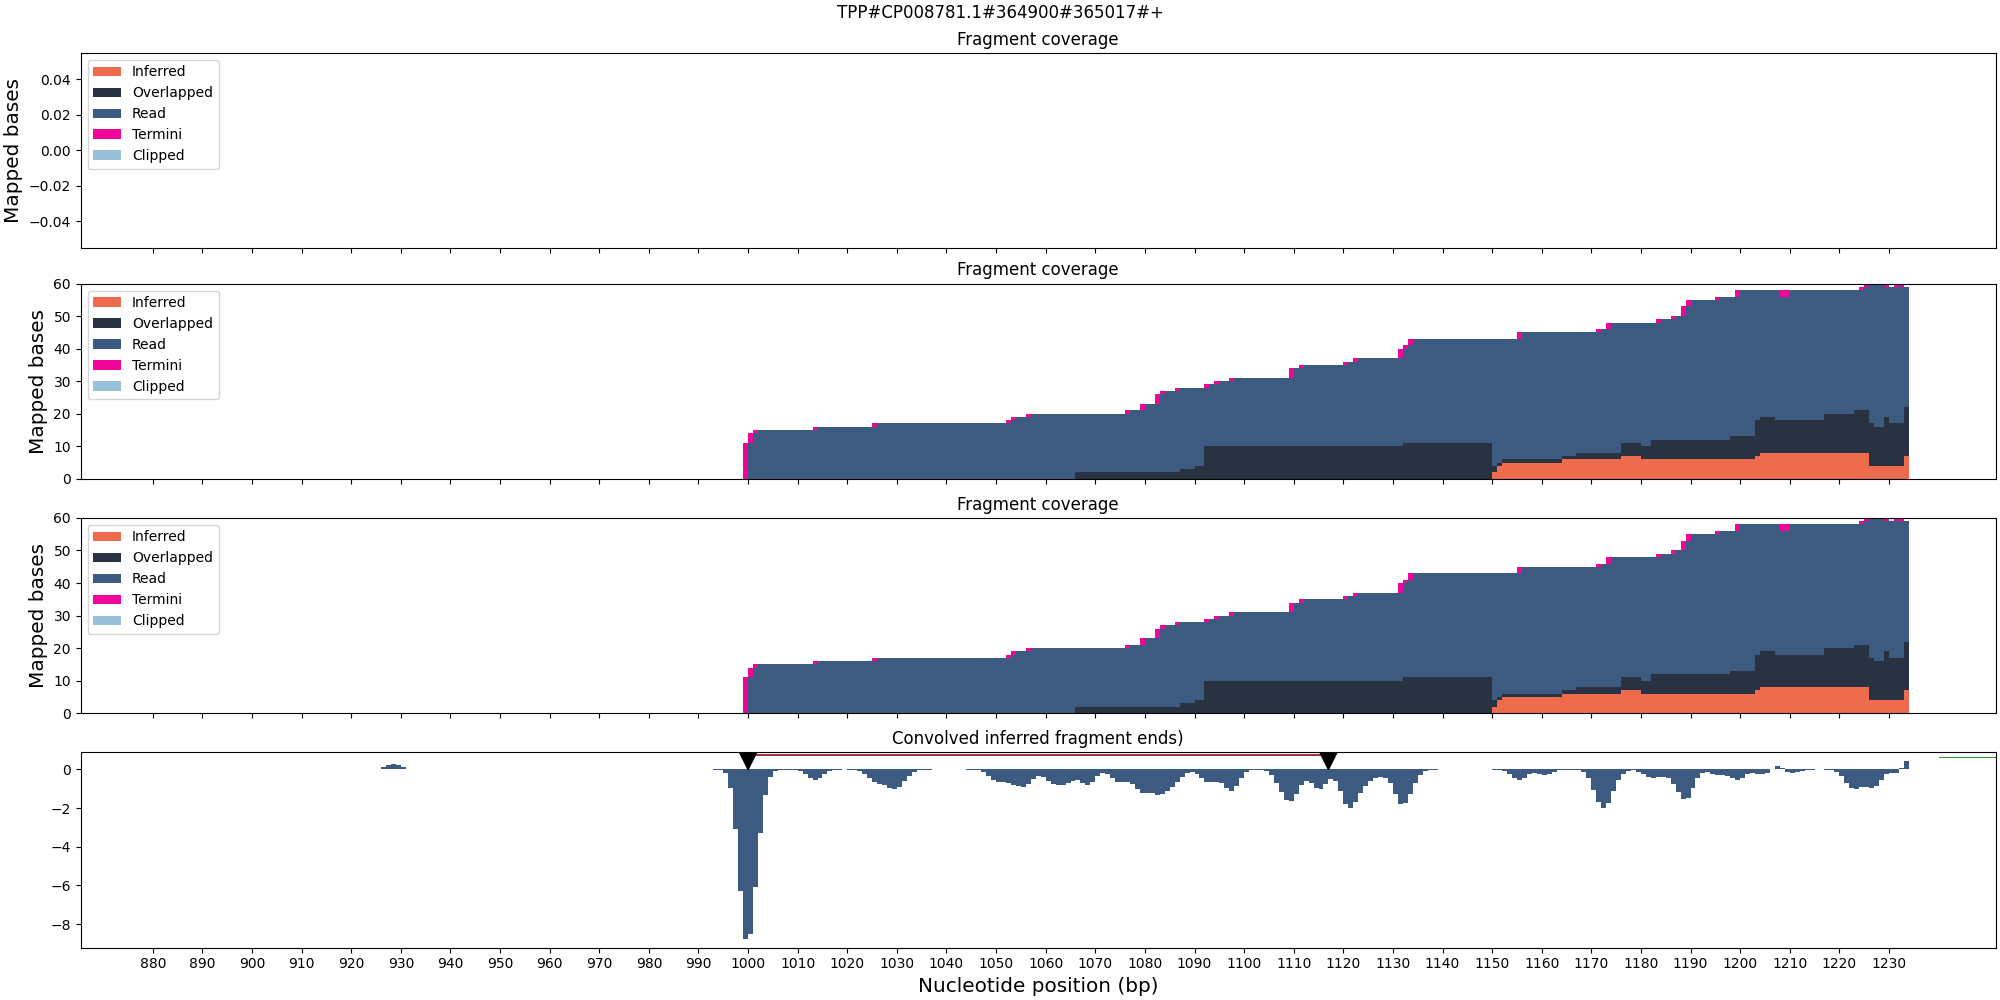 TPP#CP008781.1#364900#365017#+
Fragment coverage
Mapped bases
0.04
0.02
0.00
−0.02
−0.04
Inferred
Overlapped
Read
Termini
Clipped
Fragment coverage
Mapped bases
60
50
40
30
20
10
0
Inferred
Overlapped
Read
Termini
Clipped
Fragment coverage
Mapped bases
60
50
40
30
20
10
0
Inferred
Overlapped
Read
Termini
Clipped
Convolved inferred fragment ends)
0
−2
−4
−6
−8
880 890 900 910 920 930 940 950 960 970 980 990 1000 1010 1020 1030 1040 1050 1060 1070 1080 1090 1100 1110 1120 1130 1140 1150 1160 1170 1180 1190 1200 1210 1220 1230
Nucleotide position (bp)